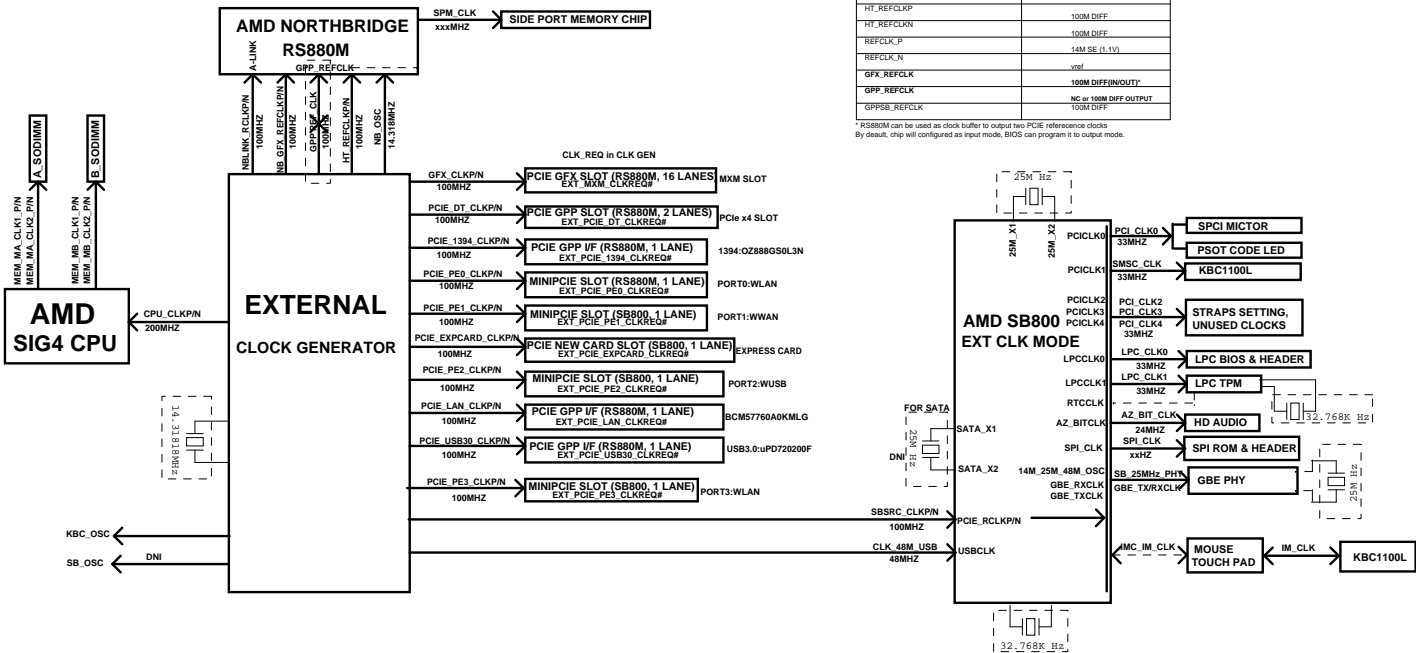 AMD NORTHBRIDGE
RS880M
A-LINK
GPP_REFCLK
SPM_CLK
xxxMHZ
SIDE PORT MEMORY CHIP
HT_REFCLKP
100M DIFF
HT_REFCLKN
100M DIFF
REFCLK_P
14M SE (1.1V)
REFCLK_N
vref
GFX_REFCLK
100M DIFF(IN/OUT)*
GPP_REFCLK
NC or 100M DIFF OUTPUT
GPPSB_REFCLK
100M DIFF
* RS880M can be used as clock buffer to output two PCIE referecence clocks
By deault, chip will configured as input mode, BIOS can program it to output mode.
NBLINK_RCLKP/N
100MHZ
NB_GFX_REFCLKP/N
100MHZ
100MHZ
HT_REFCLKP/N
100MHZ
NB_OSC
14.318MHZ
A_SODIMM
B_SODIMM
MEM_MA_CLK1_P/N
MEM_MA_CLK2_P/N
MEM_MB_CLK1_P/N
MEM_MB_CLK2_P/N
AMD
SIG4 CPU
CPU_CLKP/N
200MHZ
EXTERNAL
CLOCK GENERATOR
14.31818MHz
KBC_OSC
SB_OSC
DNI
CLK_REQ in CLK GEN
GFX_CLKP/N
100MHZ
PCIE GFX SLOT (RS880M, 16 LANES)
EXT_MXM_CLKREQ#
MXM SLOT
PCIE_DT_CLKP/N
100MHZ
PCIE GPP SLOT (RS880M, 2 LANES)
EXT_PCIE_DT_CLKREQ#
PCIe x4 SLOT
PCIE_1394_CLKP/N
100MHZ
PCIE GPP I/F (RS880M, 1 LANE)
EXT_PCIE_1394_CLKREQ#
1394:OZ888GS0L3N
PCIE_PE0_CLKP/N
100MHZ
MINIPCIE SLOT (RS880M, 1 LANE)
EXT_PCIE_PE0_CLKREQ#
PORT0:WLAN
PCIE_PE1_CLKP/N
100MHZ
MINIPCIE SLOT (SB800, 1 LANE)
EXT_PCIE_PE1_CLKREQ#
PORT1:WWAN
PCIE_EXPCARD_CLKP/N
100MHZ
PCIE NEW CARD SLOT (SB800, 1 LANE)
EXT_PCIE_EXPCARD_CLKREQ#
EXPRESS CARD
PCIE_PE2_CLKP/N
100MHZ
MINIPCIE SLOT (SB800, 1 LANE)
EXT_PCIE_PE2_CLKREQ#
PORT2:WUSB
PCIE_LAN_CLKP/N
100MHZ
PCIE GPP I/F (RS880M, 1 LANE)
EXT_PCIE_LAN_CLKREQ#
BCM57760A0KMLG
PCIE_USB30_CLKP/N
100MHZ
PCIE GPP I/F (RS880M, 1 LANE)
EXT_PCIE_USB30_CLKREQ#
USB3.0:uPD720200F
PCIE_PE3_CLKP/N
100MHZ
MINIPCIE SLOT (SB800, 1 LANE)
EXT_PCIE_PE3_CLKREQ#
PORT3:WLAN
SBSRC_CLKP/N
100MHZ
PCIE_RCLKP/N
CLK_48M_USB
48MHZ
USBCLK
25M Hz
25M_X1
25M_X2
AMD SB800
EXT CLK MODE
FOR SATA
25M Hz
DNI
SATA_X1
SATA_X2
32.768K Hz
PCICLK0
PCI_CLK0
33MHZ
SPCI MICTOR
PSOT CODE LED
PCICLK1
SMSC_CLK
33MHZ
KBC1100L
PCICLK2
PCICLK3
PCICLK4
PCI_CLK2
PCI_CLK3
PCI_CLK4
33MHZ
STRAPS SETTING,
UNUSED CLOCKS
LPCCLK0
LPC_CLK0
33MHZ
LPC BIOS & HEADER
LPCCLK1
LPC_CLK1
33MHZ
LPC TPM
32.768K Hz
RTCCLK
AZ_BITCLK
AZ_BIT_CLK
24MHZ
HD AUDIO
SPI_CLK
SPI_CLK
xxHZ
SPI ROM & HEADER
14M_25M_48M_OSC
SB_25MHz_PHY
GBE_RXCLK
GBE_TXCLK
GBE_TX/RXCLK
GBE PHY
25M Hz
IMC_IM_CLK
MOUSE
TOUCH PAD
IM_CLK
KBC1100L